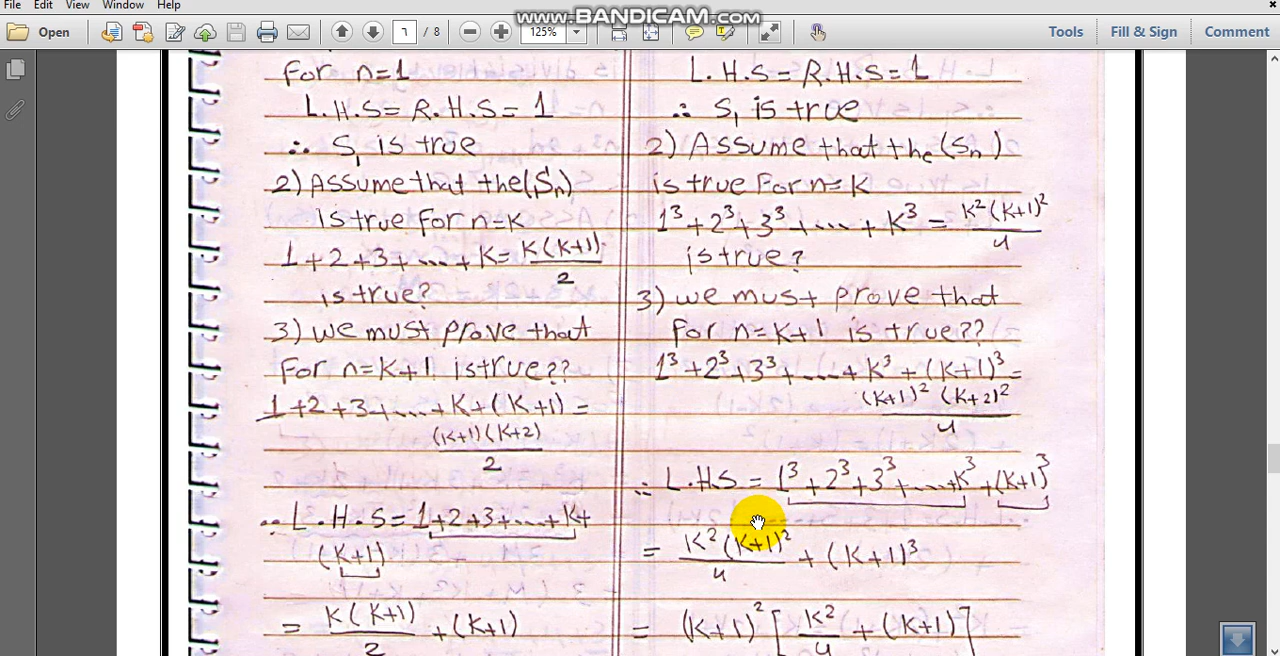 File Edit View Window Help
www.BANDICAM.com
Open
/ 8
125%
Tools
Fill & Sign
Comment
For n=1
L.H.S = R.H.S = 1
∴ S₁ is true
2) Assume that the (Sn)
is true for n=K
1+2+3+....+K = K(K+1)/2
is true?
3) we must prove that
For n=K+1 is true??
1+2+3+....+K+(K+1) =
(K+1)(K+2)/2
∴ L.H.S = 1+2+3+....+K+
(K+1)
= K(K+1)/2 + (K+1)
L.H.S = R.H.S = 1
∴ S₁ is true
2) Assume that the (Sn)
is true For n=K
1³+2³+3³+....+K³ = K²(K+1)²/4
is true?
3) we must prove that
for n=K+1 is true??
1³+2³+3³+....+K³+(K+1)³ =
(K+1)² (K+2)²/4
∴ L.H.S = 1³+2³+3³+....+K³+(K+1)³
= K²(K+1)²/4 + (K+1)³
= (K+1)² [K²/4 + (K+1)]